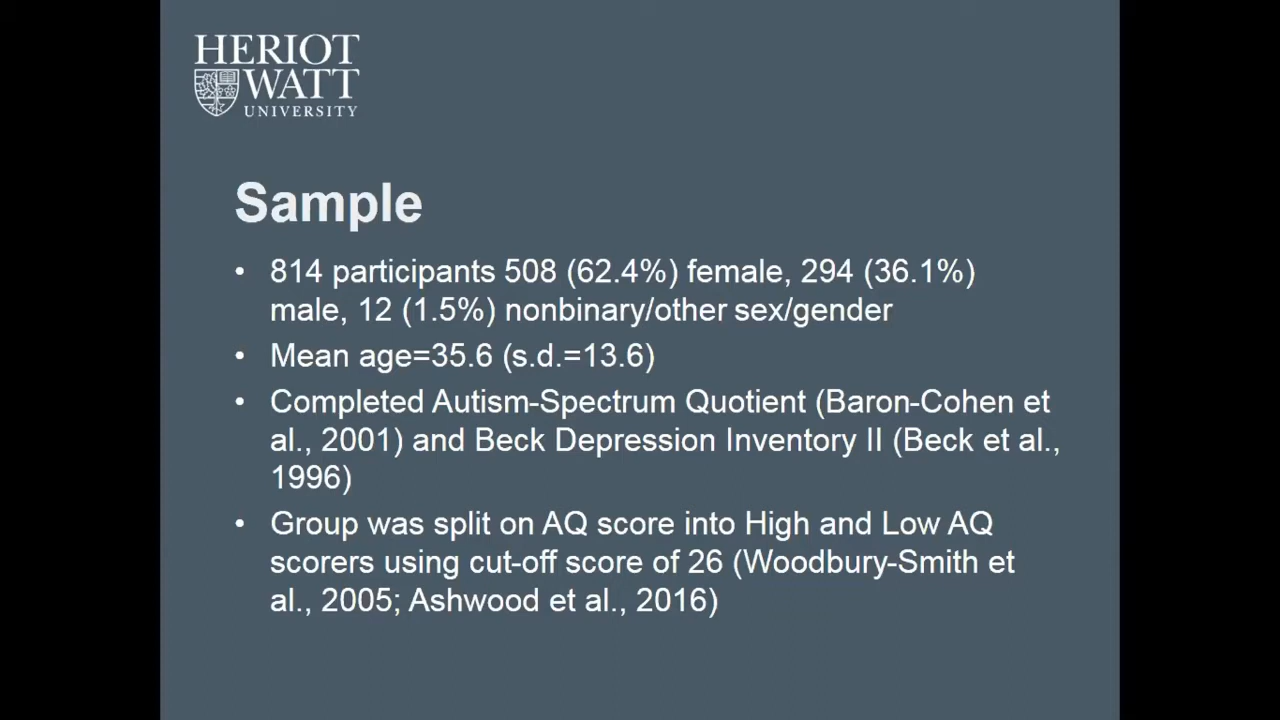 HERIOT
WATT
UNIVERSITY
Sample
• 814 participants 508 (62.4%) female, 294 (36.1%)
male, 12 (1.5%) nonbinary/other sex/gender
• Mean age=35.6 (s.d.=13.6)
• Completed Autism-Spectrum Quotient (Baron-Cohen et
al., 2001) and Beck Depression Inventory II (Beck et al.,
1996)
• Group was split on AQ score into High and Low AQ
scorers using cut-off score of 26 (Woodbury-Smith et
al., 2005; Ashwood et al., 2016)